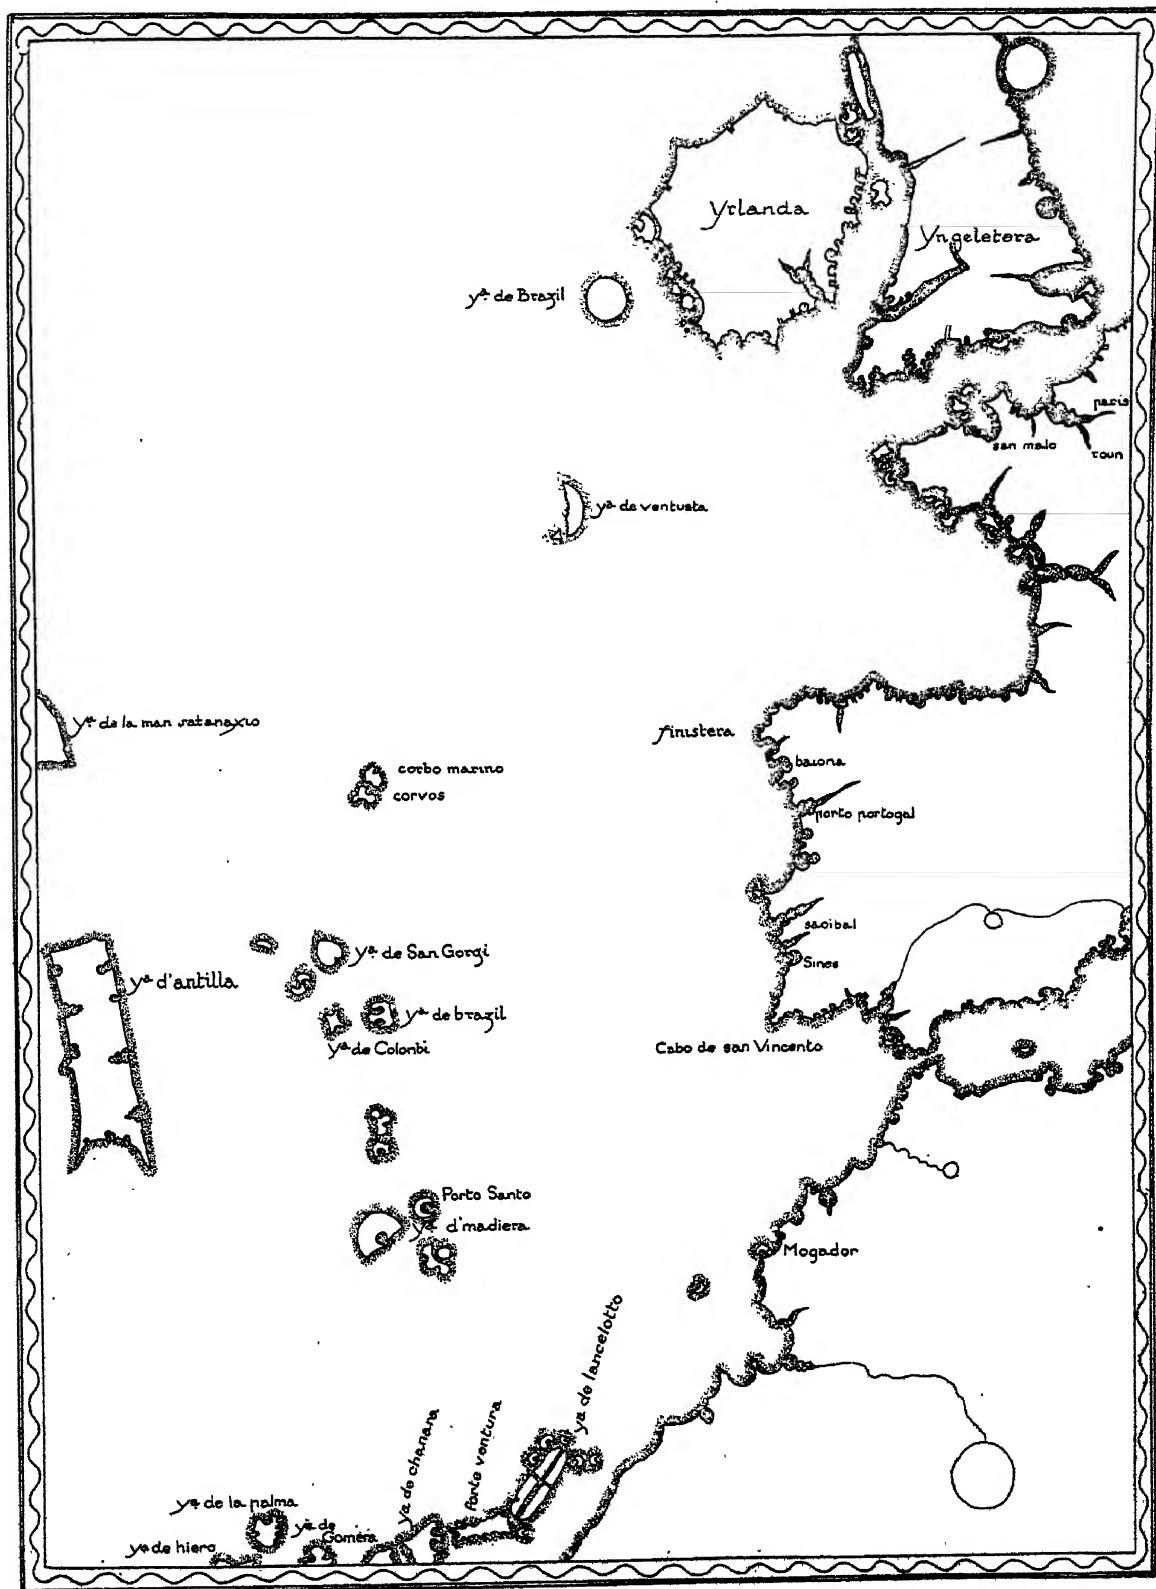 Yrlanda
Yngeletera
yª de Brazil
paris
san malo
roun
yª de ventusta
yª de la man satanaxio
finistera
corbo marino
baiona
corvos
porto portogal
saoibal
yª de San Gorgi
Sines
yª d'antilla
yª de brazil
yª de Colonbi
Cabo de san Vincento
Porto Santo
yª d'madiera
Mogador
yª de lancelotto
yª de chanaria
forte ventura
yª de la palma
yª de
Gomera
yª de hiero